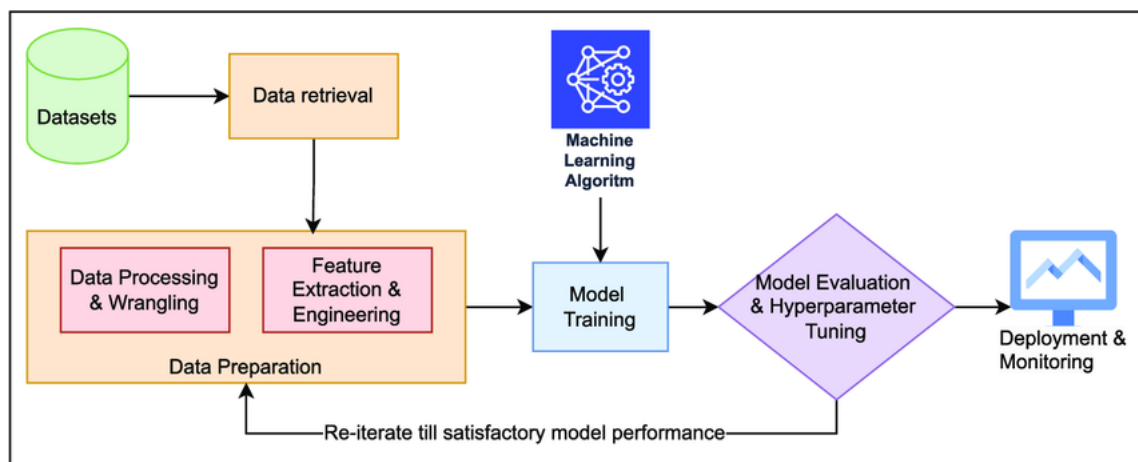 Datasets
Data retrieval
Machine
Learning
Algoritm
Data Processing
& Wrangling
Feature
Extraction &
Engineering
Data Preparation
Model
Training
Model Evaluation
& Hyperparameter
Tuning
Deployment &
Monitoring
Re-iterate till satisfactory model performance